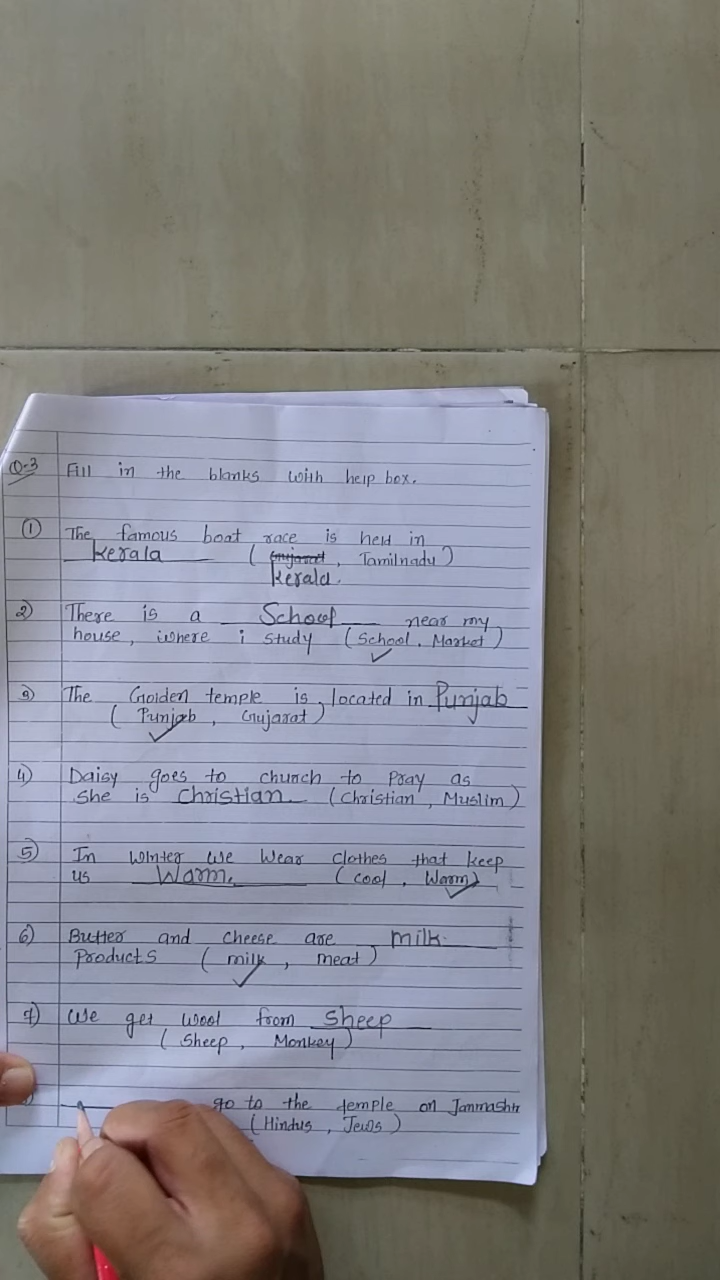 Q-3 Fill in the blanks with help box.
① The famous boat race is held in
Kerala ( Gujarat , Tamilnadu )
Kerala.
2) There is a School near my
house, where i study ( School, Market )
3) The Golden temple is located in Punjab
( Punjab , Gujarat )
4) Daisy goes to church to Pray as
She is Christian. ( Christian , Muslim )
5) In winter we wear clothes that keep
us Warm. ( cool , Warm )
6) Butter and cheese are milk.
Products ( milk , meat )
7) We get wool from Sheep
( Sheep , Monkey )
go to the temple on Janmasht
( Hindus , Jews )